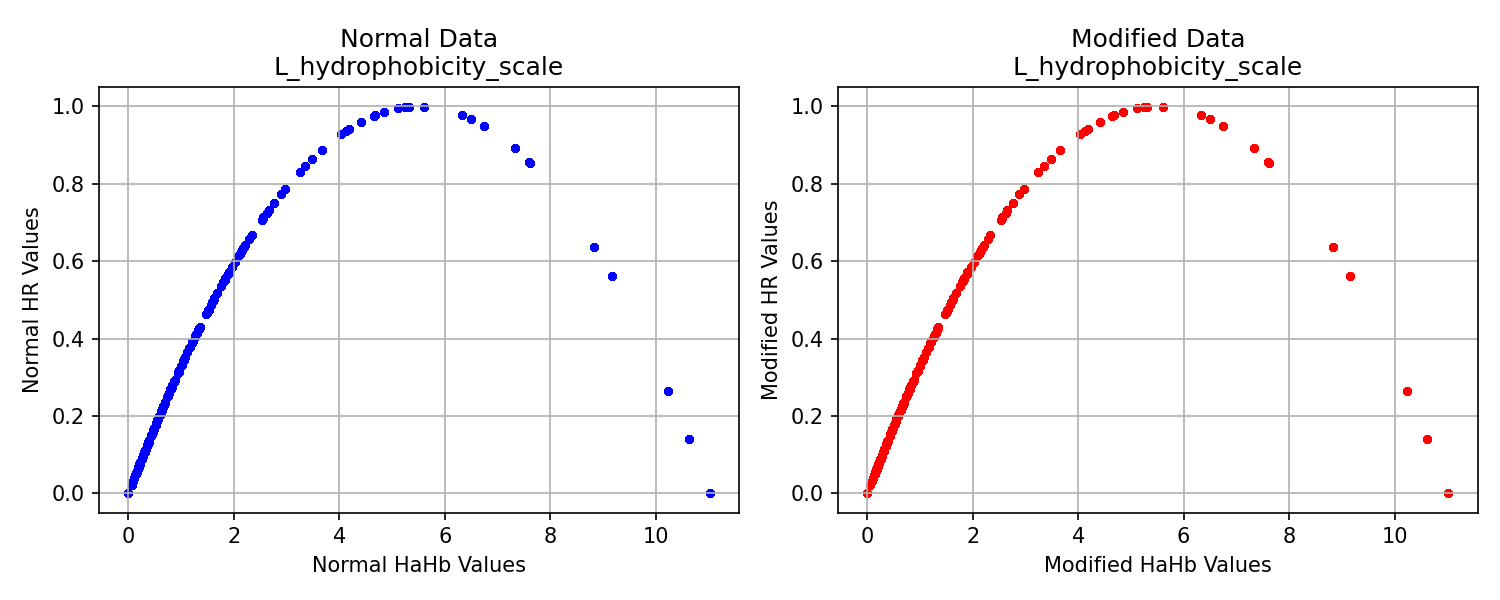 Normal Data
L_hydrophobicity_scale
1.0
0.8
0.6
0.4
0.2
0.0
Normal HR Values
0 2 4 6 8 10
Normal HaHb Values
Modified Data
L_hydrophobicity_scale
1.0
0.8
0.6
0.4
0.2
0.0
Modified HR Values
0 2 4 6 8 10
Modified HaHb Values